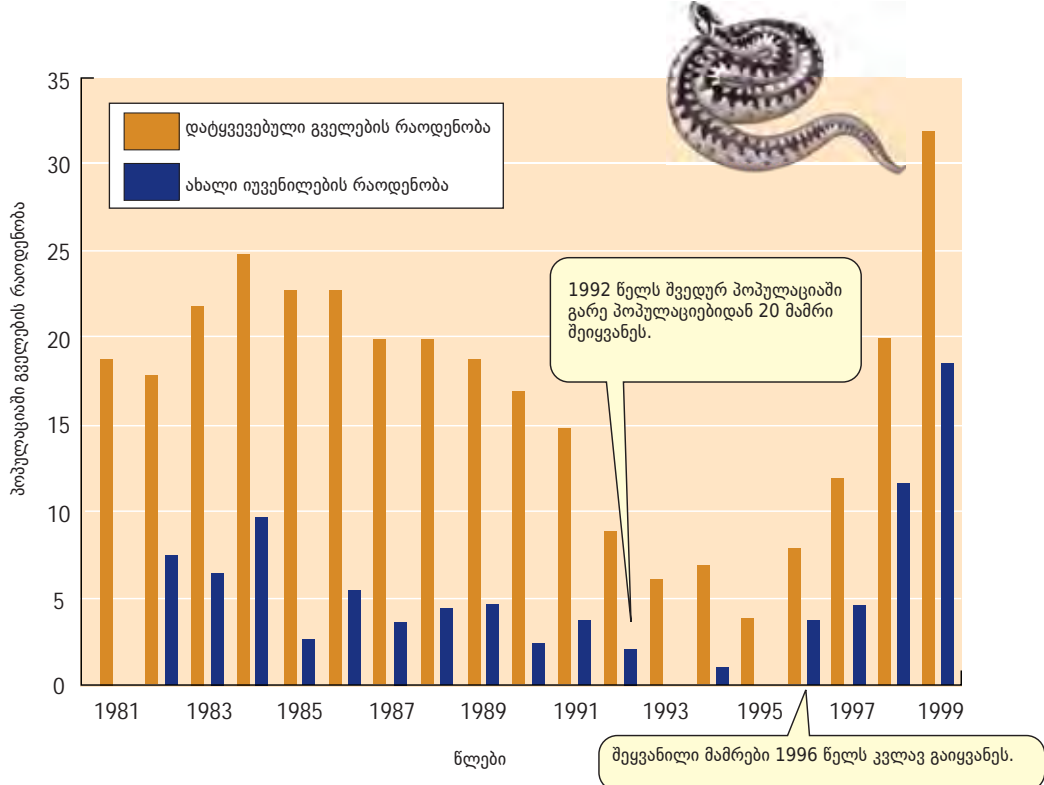 35
30
25
20
15
10
5
0
პოპულაციაში გველების რაოდენობა
დატყვევებული გველების რაოდენობა
ახალი იუვენილების რაოდენობა
1992 წელს შვედურ პოპულაციაში
გარე პოპულაციებიდან 20 მამრი
შეიყვანეს.
1981 1983 1985 1987 1989 1991 1993 1995 1997 1999
წლები
შეყვანილი მამრები 1996 წელს კვლავ გაიყვანეს.